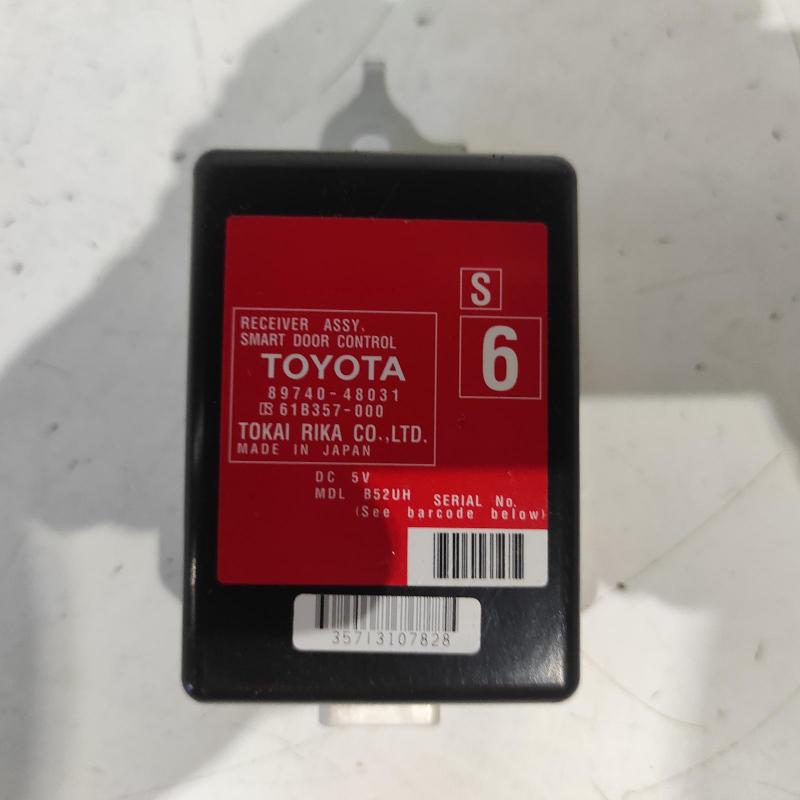 S
6
RECEIVER ASSY,
SMART DOOR CONTROL
TOYOTA
89740-48031
61B357-000
TOKAI RIKA CO.,LTD.
MADE IN JAPAN
DC 5V
MDL B52UH SERIAL No.
(See barcode below)
35713107828